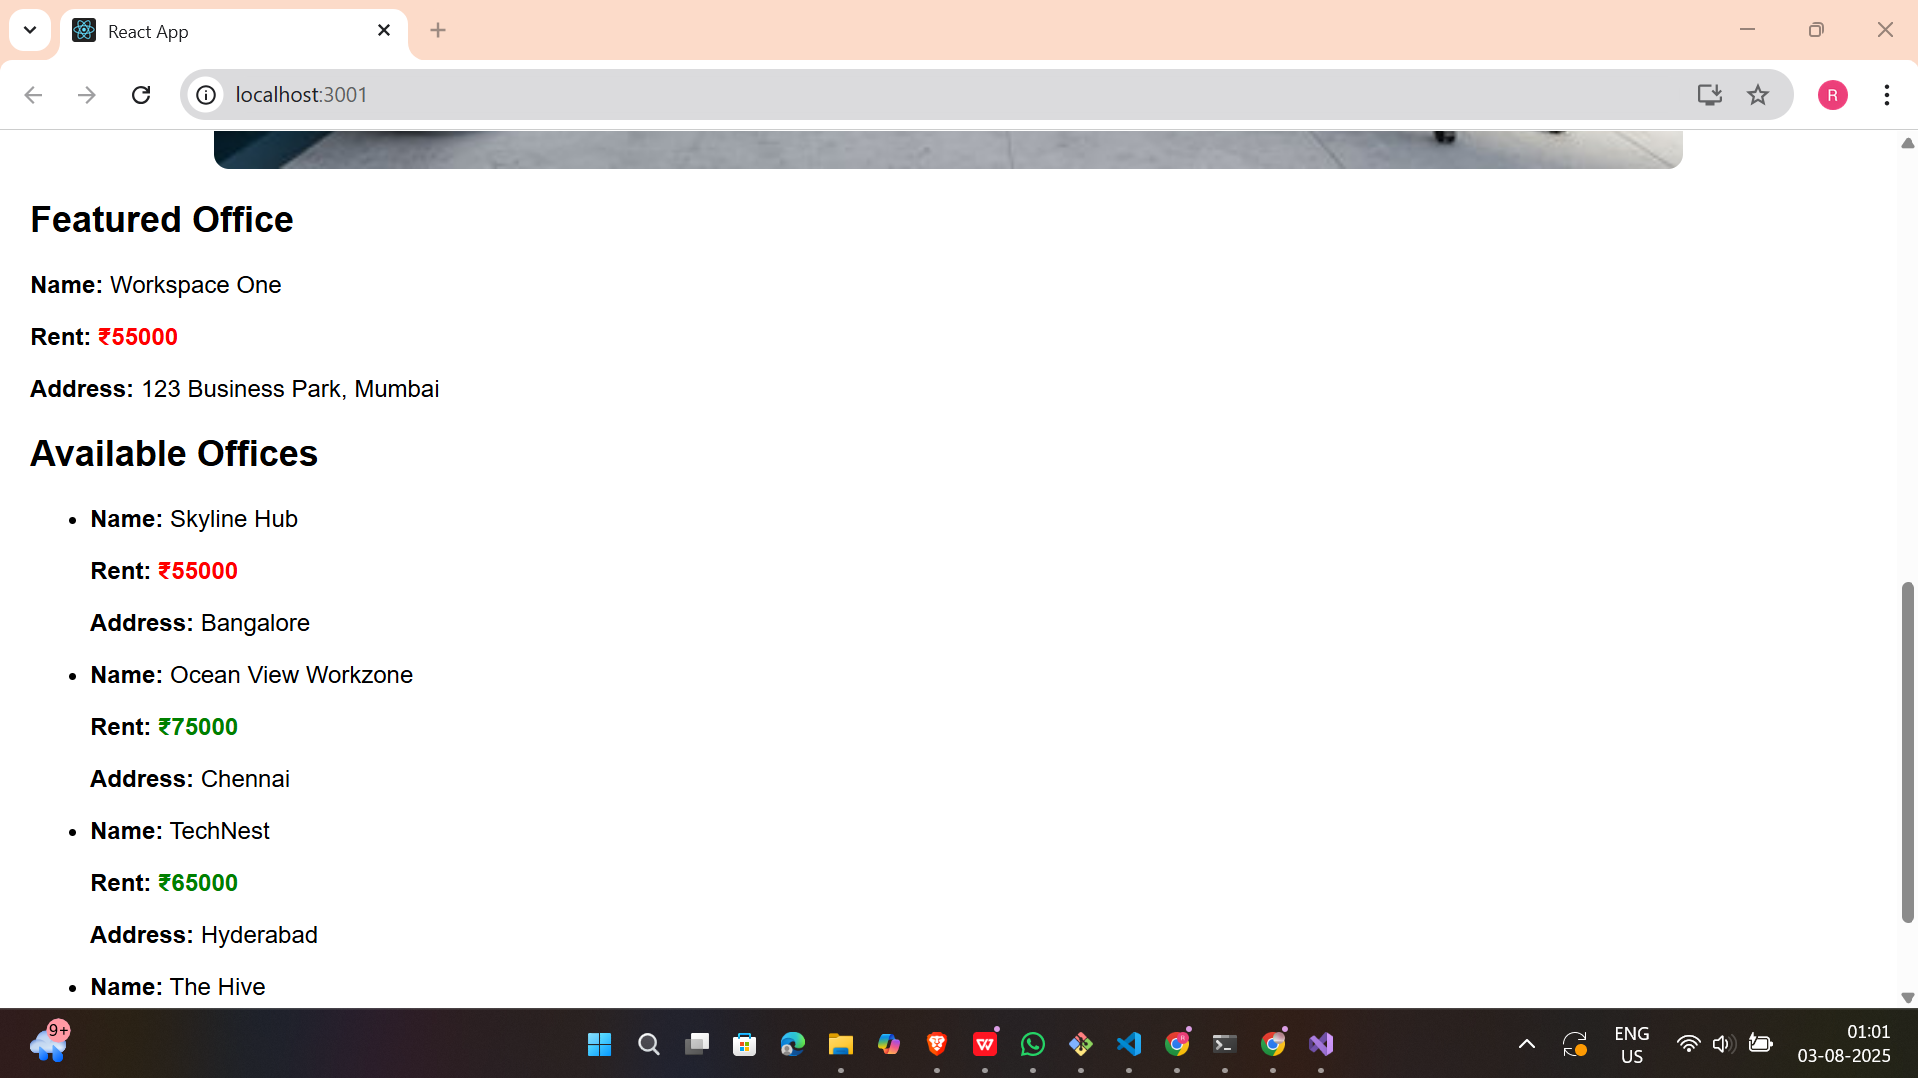 React App
localhost:3001
R
Featured Office
Name: Workspace One
Rent: ₹55000
Address: 123 Business Park, Mumbai
Available Offices
Name: Skyline Hub
Rent: ₹55000
Address: Bangalore
Name: Ocean View Workzone
Rent: ₹75000
Address: Chennai
Name: TechNest
Rent: ₹65000
Address: Hyderabad
Name: The Hive
9+
ENG
US
01:01
03-08-2025